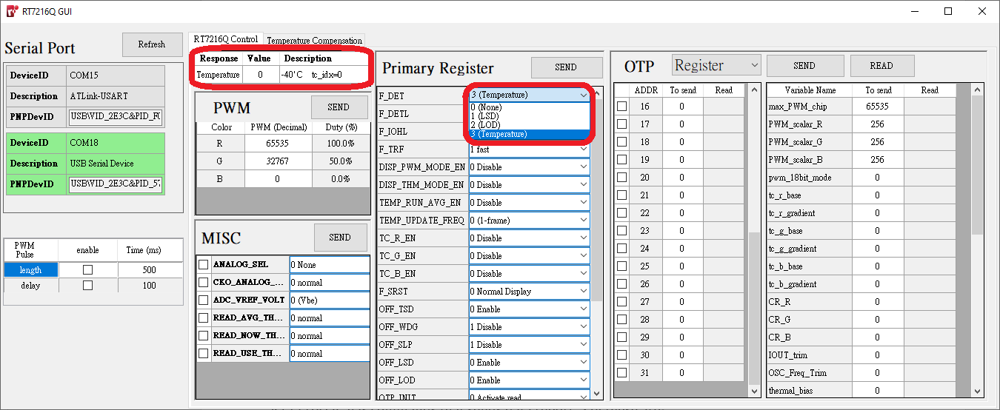 RT7216Q GUI
Serial Port
Refresh
DeviceID COM15
Description ATLink-USART
PNPDevID USB\VID_2E3C&PID_F0
DeviceID COM18
Description USB Serial Device
PNPDevID USB\VID_2E3C&PID_57
PWM Pulse enable Time (ms)
length 500
delay 100
RT7216Q Control Temperature Compensation
Response Value Description
Temperature 0 -40°C tc_idx=0
PWM SEND
Color PWM (Decimal) Duty (%)
R 65535 100.0%
G 32767 50.0%
B 0 0.0%
MISC SEND
ANALOG_SEL 0 None
CKO_ANALOG_... 0 normal
ADC_VREF_VOLT 0 (Vbe)
READ_AVG_TH... 0 normal
READ_NOW_TH... 0 normal
READ_USE_TH... 0 normal
Primary Register SEND
F_DET 3 (Temperature)
0 (None)
1 (LSD)
2 (LOD)
3 (Temperature)
F_DETL
F_IOHL
F_TRF 1 fast
DISP_PWM_MODE_EN 0 Disable
DISP_THM_MODE_EN 0 Disable
TEMP_RUN_AVG_EN 0 Disable
TEMP_UPDATE_FREQ 0 (1-frame)
TC_R_EN 0 Disable
TC_G_EN 0 Disable
TC_B_EN 0 Disable
F_SRST 0 Normal Display
OFF_TSD 0 Enable
OFF_WDG 1 Disable
OFF_SLP 1 Disable
OFF_LSD 0 Enable
OFF_LOD 0 Enable
OTP_INIT 0 Activate read
OTP Register SEND READ
ADDR To send Read
16 0
17 0
18 0
19 0
20 0
21 0
22 0
23 0
24 0
25 0
26 0
27 0
28 0
29 0
30 0
31 0
Variable Name To send Read
max_PWM_chip 65535
PWM_scalar_R 256
PWM_scalar_G 256
PWM_scalar_B 256
pwm_18bit_mode 0
tc_r_base 0
tc_r_gradient 0
tc_g_base 0
tc_g_gradient 0
tc_b_base 0
tc_b_gradient 0
CR_R 0
CR_G 0
CR_B 0
IOUT_trim 0
OSC_Freq_Trim 0
thermal_bias 0